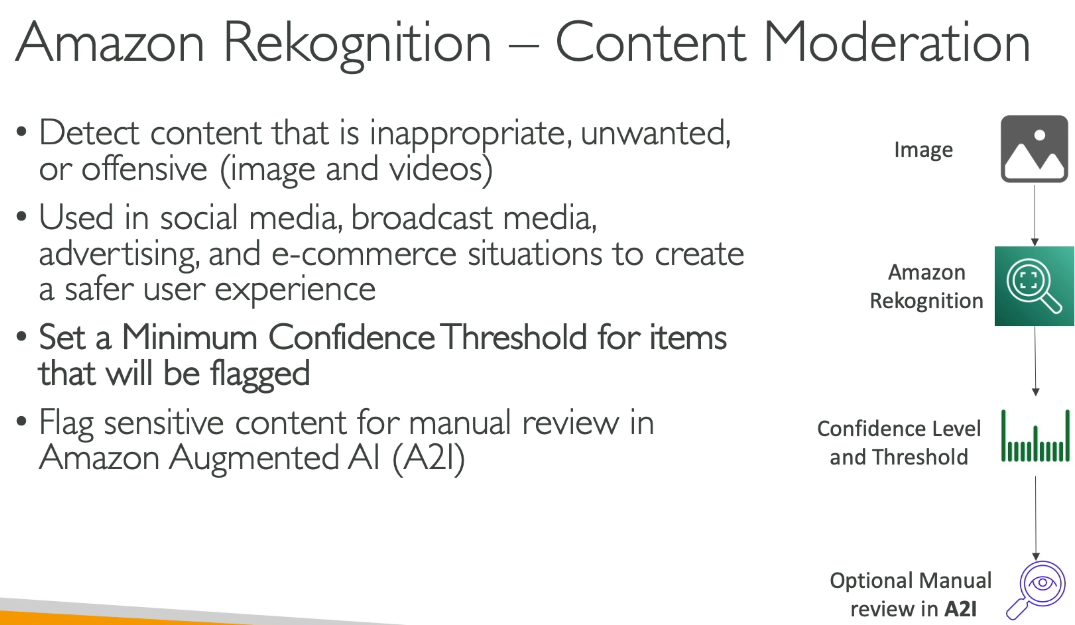 Amazon Rekognition – Content Moderation
• Detect content that is inappropriate, unwanted,
or offensive (image and videos)
• Used in social media, broadcast media,
advertising, and e-commerce situations to create
a safer user experience
• Set a Minimum Confidence Threshold for items
that will be flagged
• Flag sensitive content for manual review in
Amazon Augmented AI (A2I)
Image
Amazon
Rekognition
Confidence Level
and Threshold
Optional Manual
review in A2I